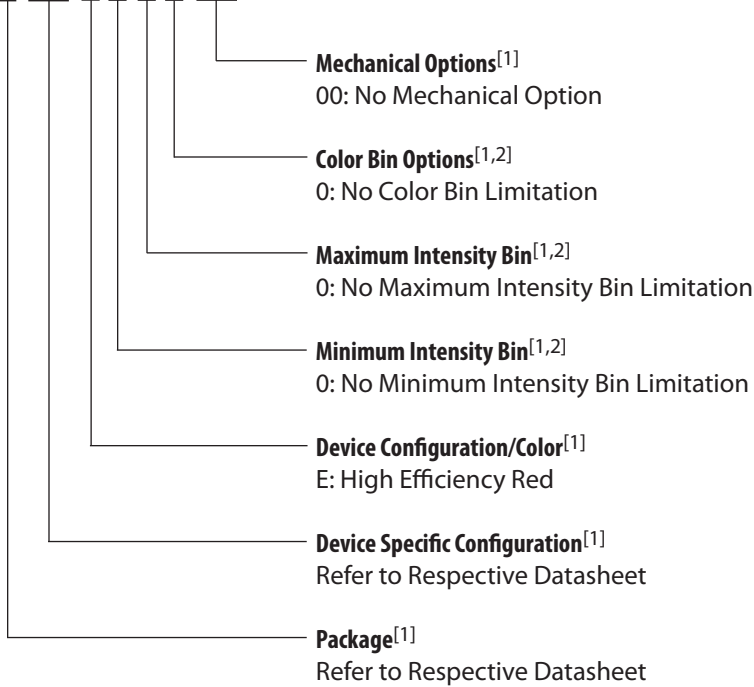 Mechanical Options[1]
00: No Mechanical Option
Color Bin Options[1,2]
0: No Color Bin Limitation
Maximum Intensity Bin[1,2]
0: No Maximum Intensity Bin Limitation
Minimum Intensity Bin[1,2]
0: No Minimum Intensity Bin Limitation
Device Configuration/Color[1]
E: High Efficiency Red
Device Specific Configuration[1]
Refer to Respective Datasheet
Package[1]
Refer to Respective Datasheet